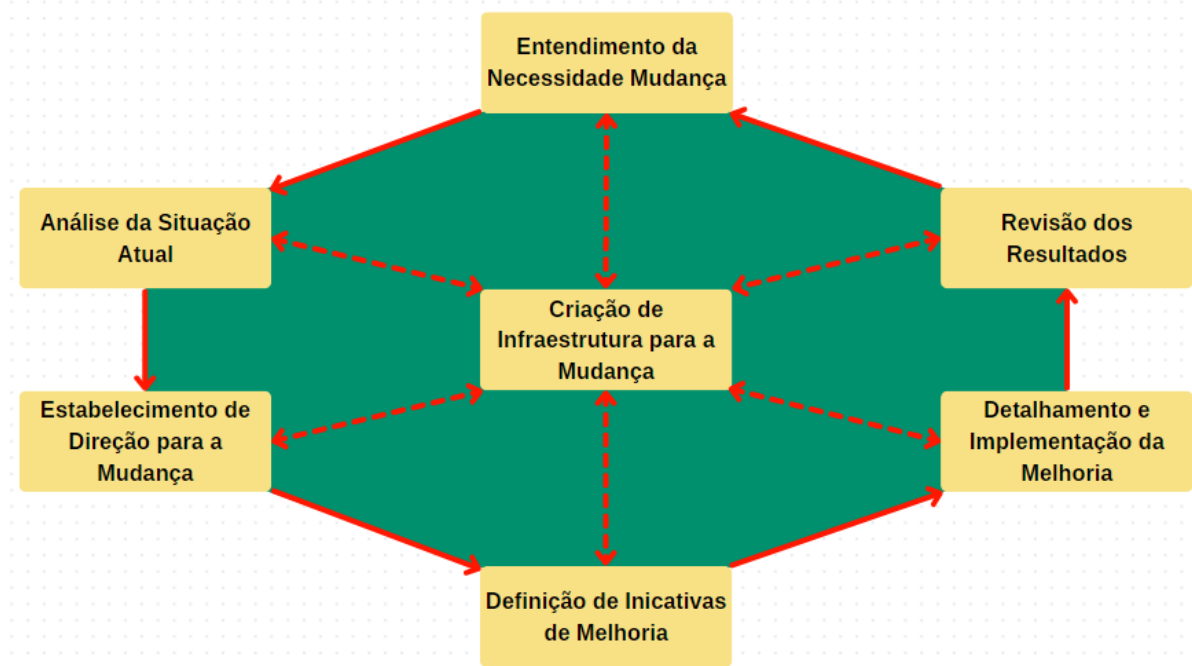 Entendimento da
Necessidade Mudança
Análise da Situação
Atual
Revisão dos
Resultados
Criação de
Infraestrutura para a
Mudança
Estabelecimento de
Direção para a
Mudança
Detalhamento e
Implementação da
Melhoria
Definição de Inicativas
de Melhoria